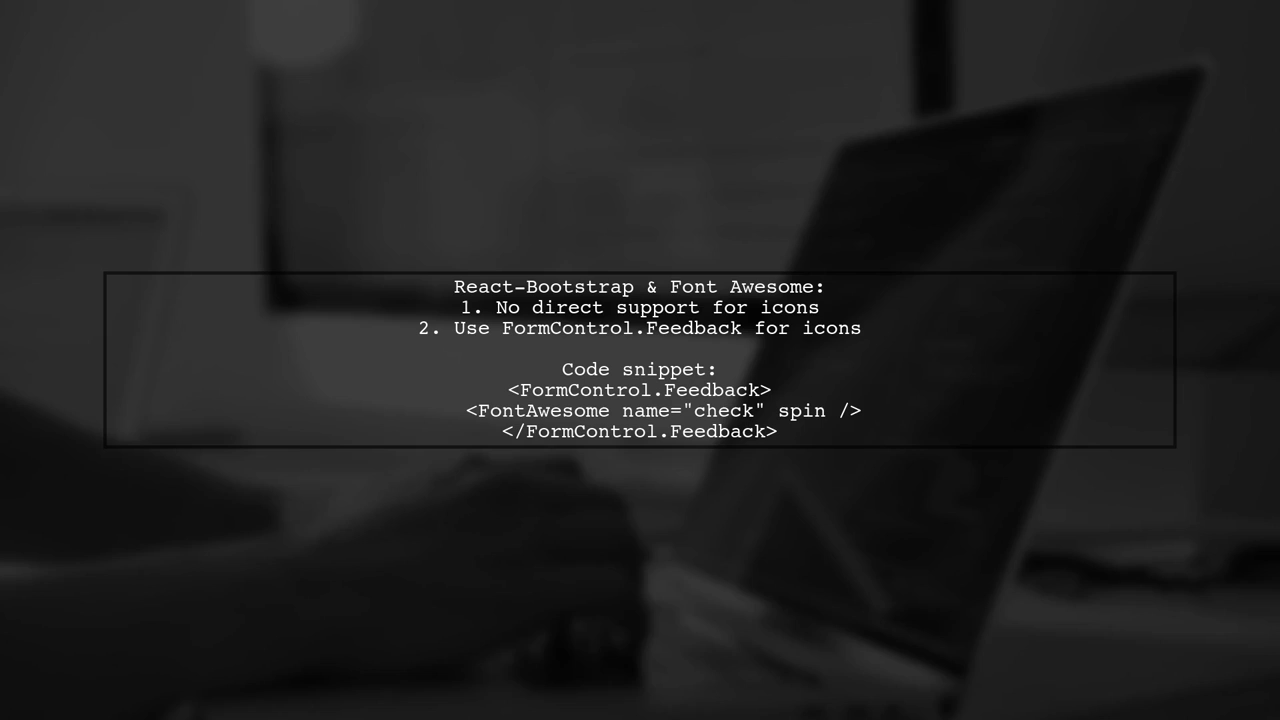 React-Bootstrap & Font Awesome:
1. No direct support for icons
2. Use FormControl.Feedback for icons
Code snippet:
<FormControl.Feedback>
<FontAwesome name="check" spin />
</FormControl.Feedback>